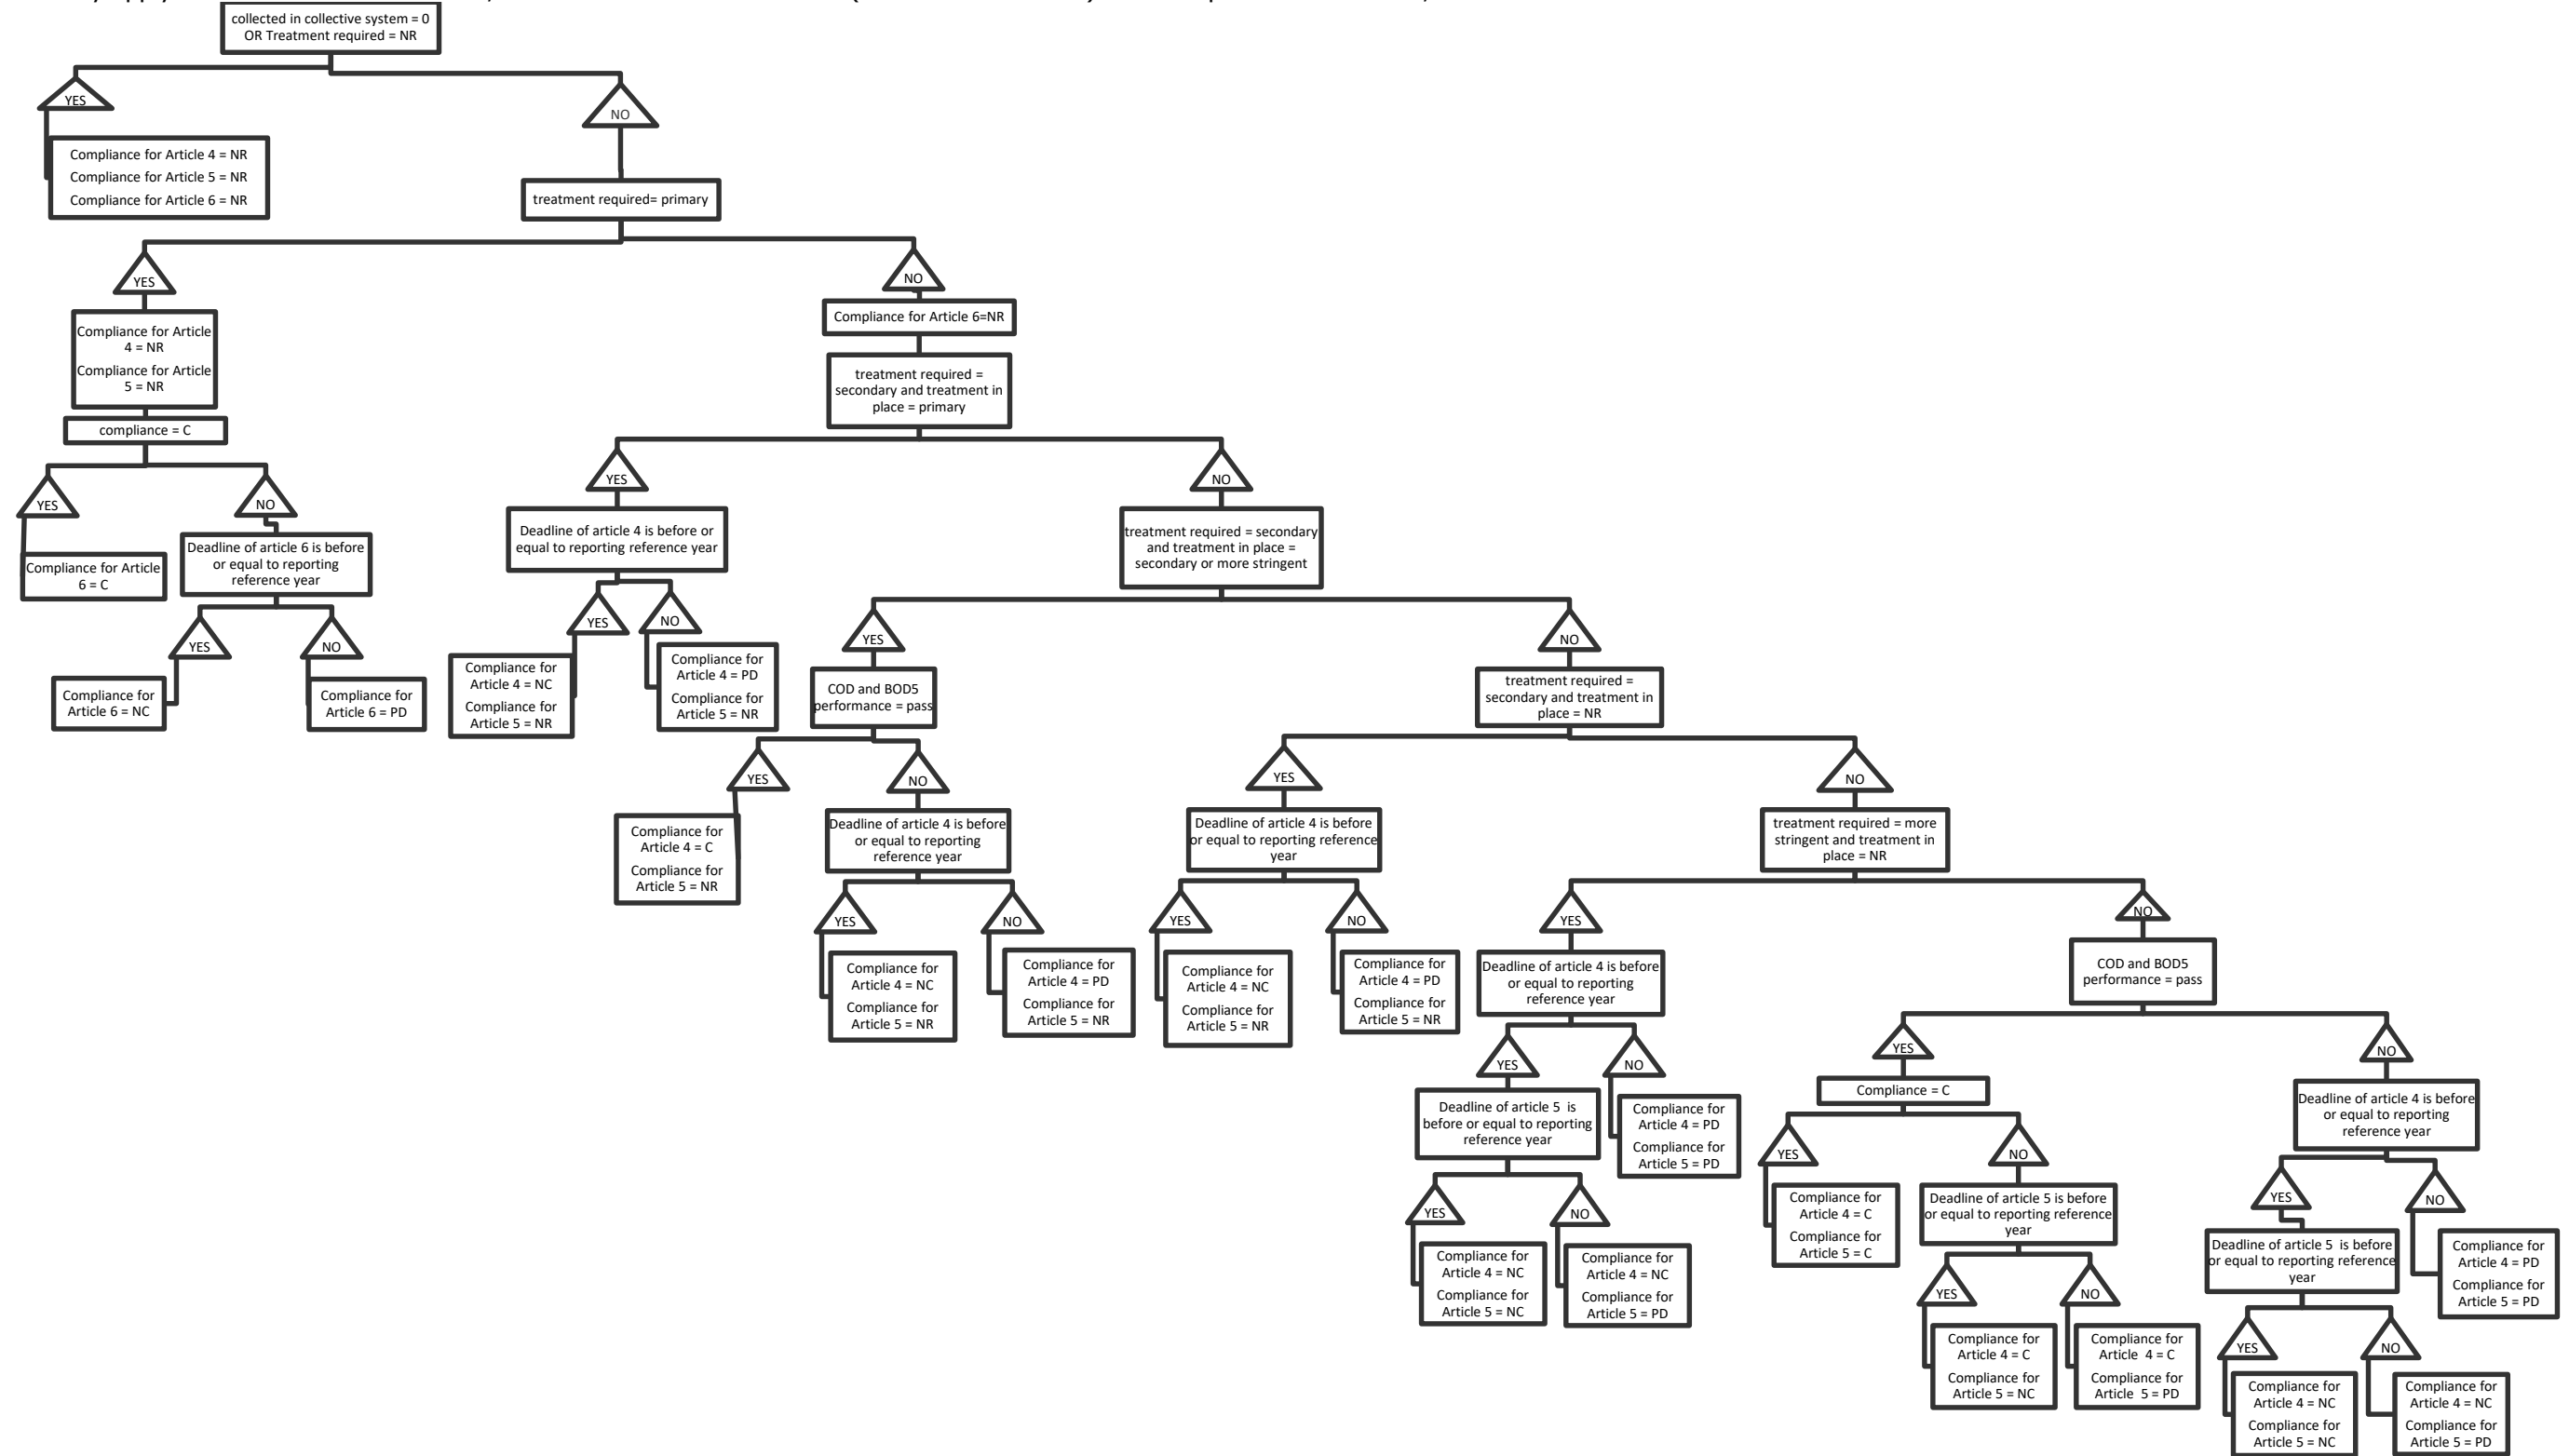 collected in collective system = 0
OR Treatment required = NR
YES
NO
Compliance for Article 4 = NR
Compliance for Article 5 = NR
Compliance for Article 6 = NR
treatment required= primary
YES
NO
Compliance for Article
4 = NR
Compliance for Article
5 = NR
Compliance for Article 6=NR
treatment required =
secondary and treatment in
place = primary
compliance = C
YES
NO
YES
NO
Compliance for Article
6 = C
Deadline of article 6 is before
or equal to reporting
reference year
Deadline of article 4 is before or
equal to reporting reference year
treatment required = secondary
and treatment in place =
secondary or more stringent
YES
NO
YES
NO
YES
NO
Compliance for
Article 6 = NC
Compliance for
Article 6 = PD
Compliance for
Article 4 = NC
Compliance for
Article 5 = NR
Compliance for
Article 4 = PD
Compliance for
Article 5 = NR
COD and BOD5
performance = pass
treatment required =
secondary and treatment in
place = NR
YES
NO
YES
NO
Compliance for
Article 4 = C
Compliance for
Article 5 = NR
Deadline of article 4 is before
or equal to reporting
reference year
Deadline of article 4 is before
or equal to reporting reference
year
treatment required = more
stringent and treatment in
place = NR
YES
NO
YES
NO
YES
NO
Compliance for
Article 4 = NC
Compliance for
Article 5 = NR
Compliance for
Article 4 = PD
Compliance for
Article 5 = NR
Compliance for
Article 4 = NC
Compliance for
Article 5 = NR
Compliance for
Article 4 = PD
Compliance for
Article 5 = NR
Deadline of article 4 is before
or equal to reporting
reference year
COD and BOD5
performance = pass
YES
NO
YES
NO
Deadline of article 5 is
before or equal to reporting
reference year
Compliance for
Article 4 = PD
Compliance for
Article 5 = PD
Compliance = C
Deadline of article 4 is before
or equal to reporting
reference year
YES
NO
YES
NO
YES
NO
Compliance for
Article 4 = NC
Compliance for
Article 5 = NC
Compliance for
Article 4 = NC
Compliance for
Article 5 = PD
Compliance for
Article 4 = C
Compliance for
Article 5 = C
Deadline of article 5 is before
or equal to reporting reference
year
Deadline of article 5 is before
or equal to reporting reference
year
Compliance for
Article 4 = PD
Compliance for
Article 5 = PD
YES
NO
YES
NO
Compliance for
Article 4 = C
Compliance for
Article 5 = NC
Compliance for
Article 4 = C
Compliance for
Article 5 = PD
Compliance for
Article 4 = NC
Compliance for
Article 5 = NC
Compliance for
Article 4 = NC
Compliance for
Article 5 = PD